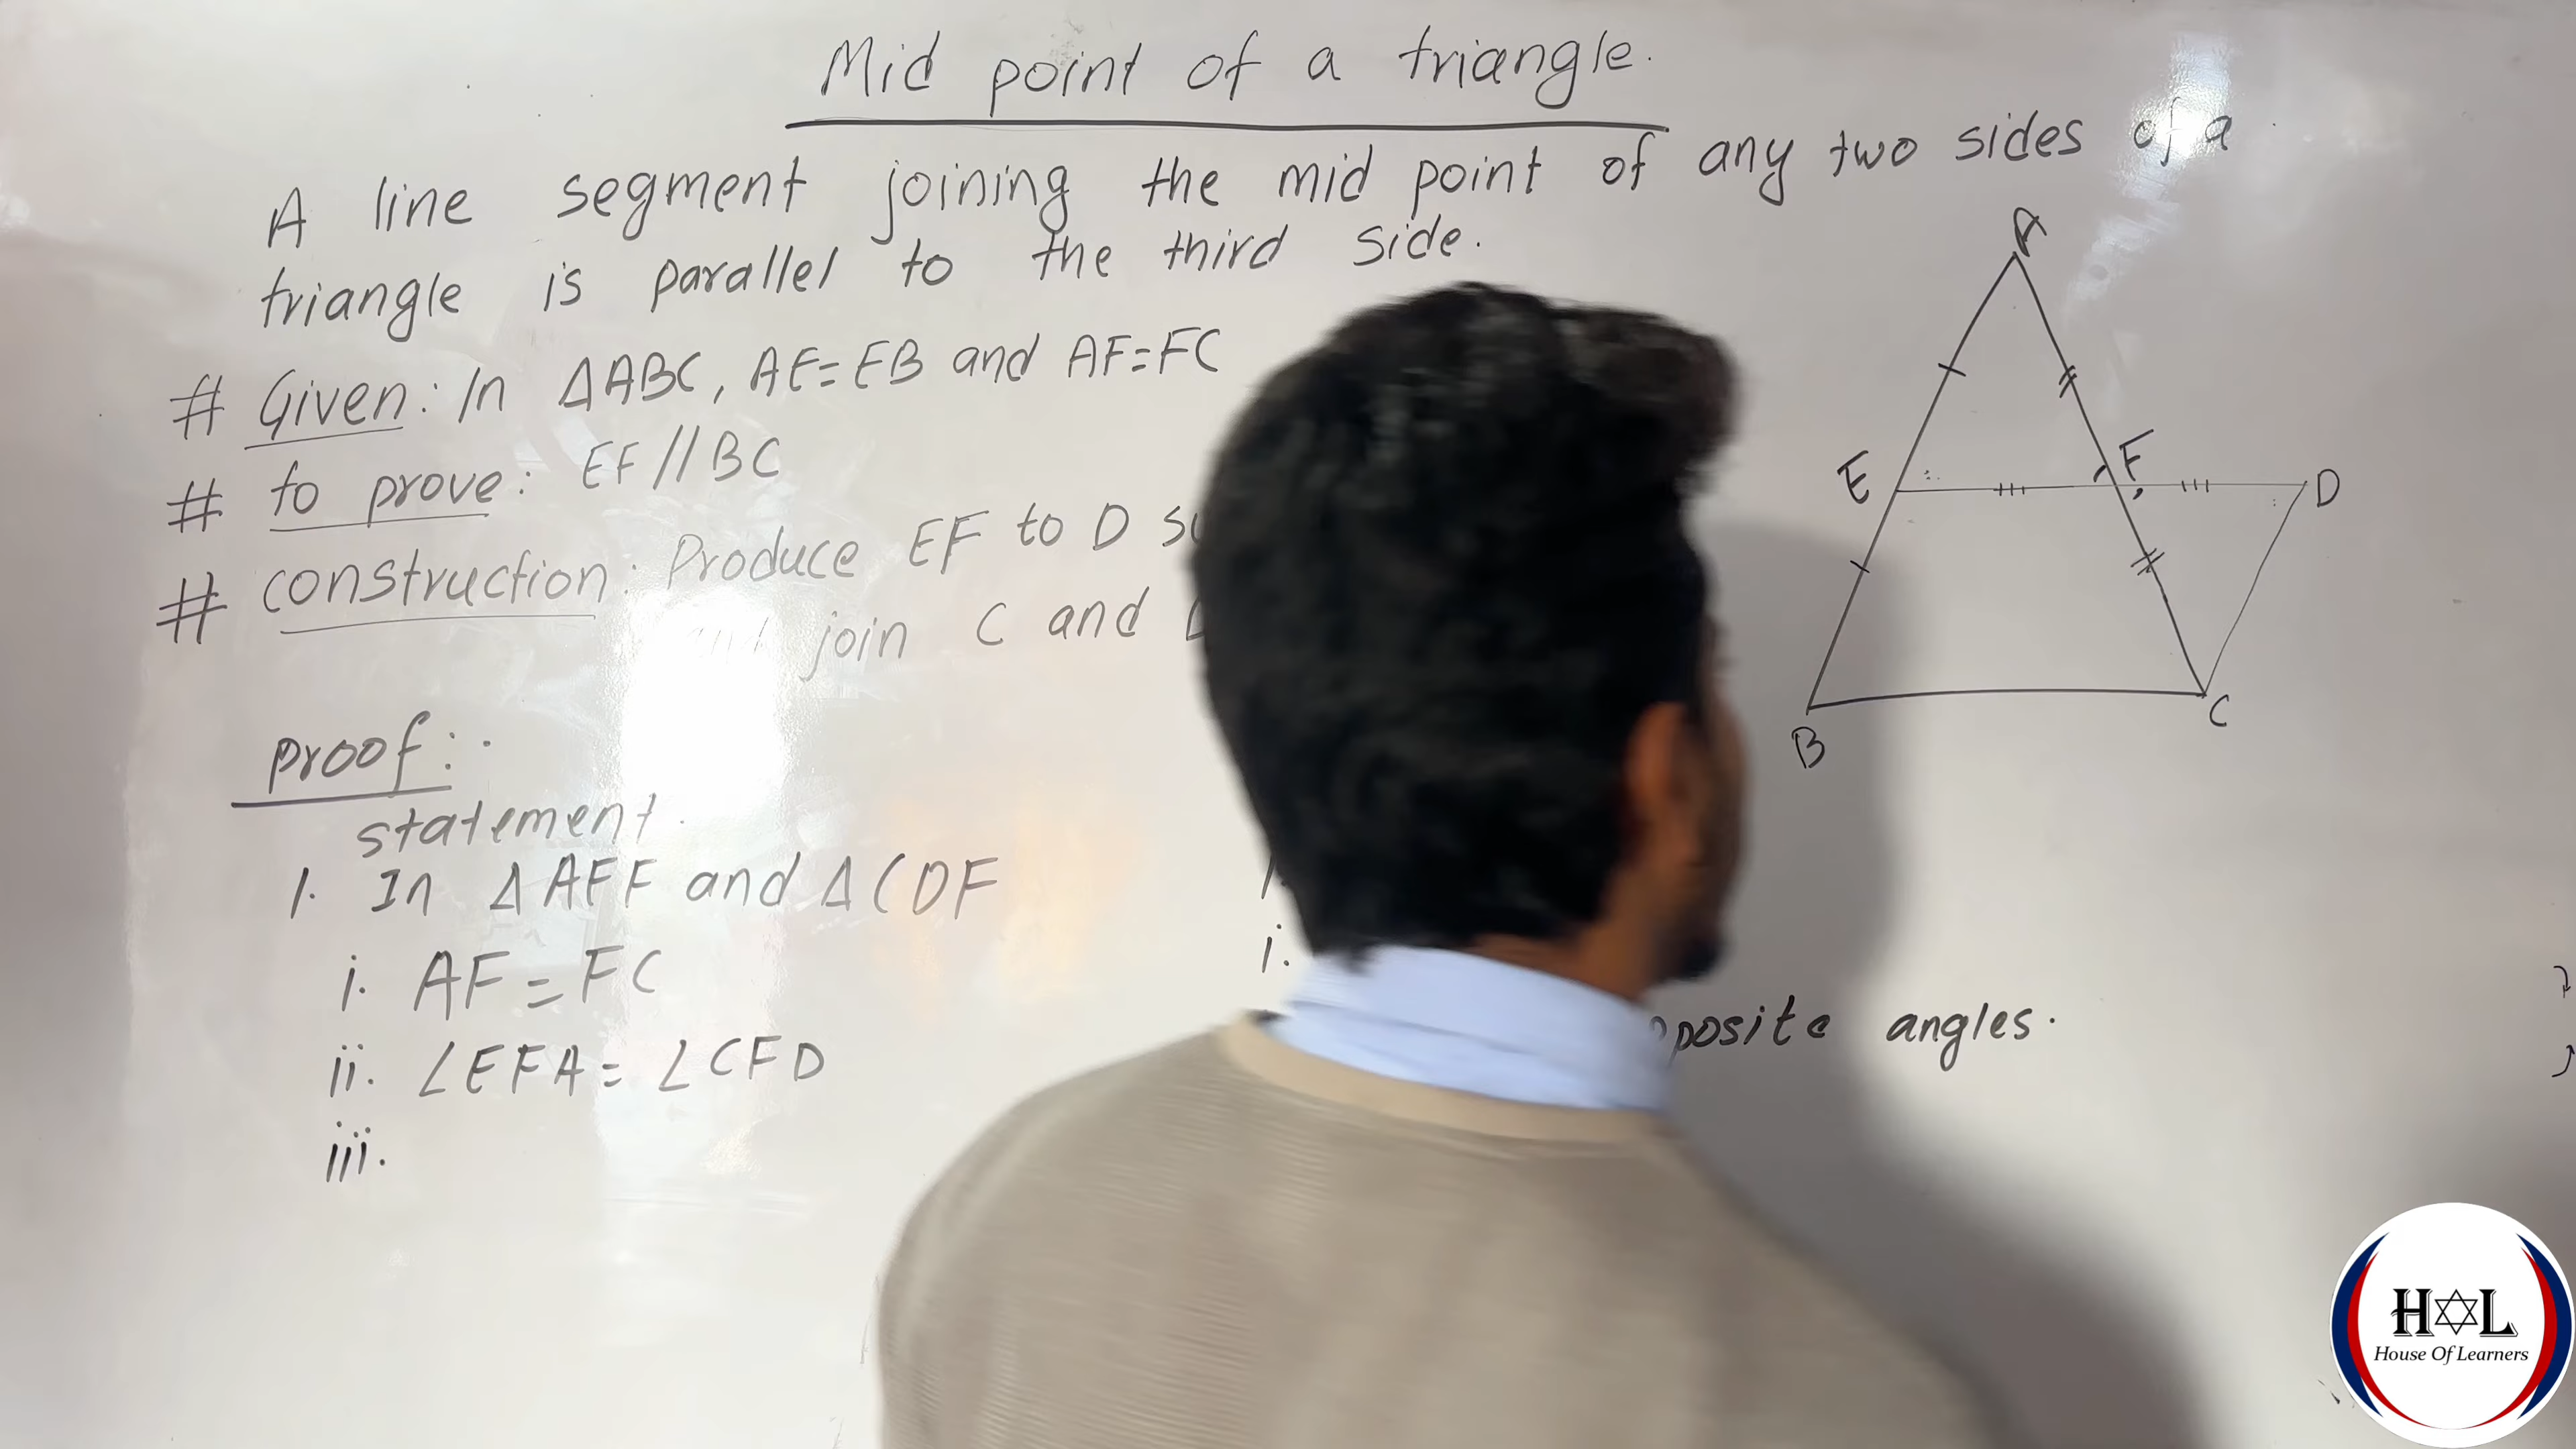 Mid point of a triangle.
A line segment joining the mid point of any two sides of a
triangle is parallel to the third side.
# Given: In ΔABC, AE=EB and AF=FC
# to prove: EF//BC
# construction: Produce EF to D
join C and
A
E
F
D
B
C
proof:
statement
1. In ΔAEF and ΔCDF
i. AF=FC
i.
ii. ∠EFA = ∠CFD
angles.
iii.
H L
House Of Learners